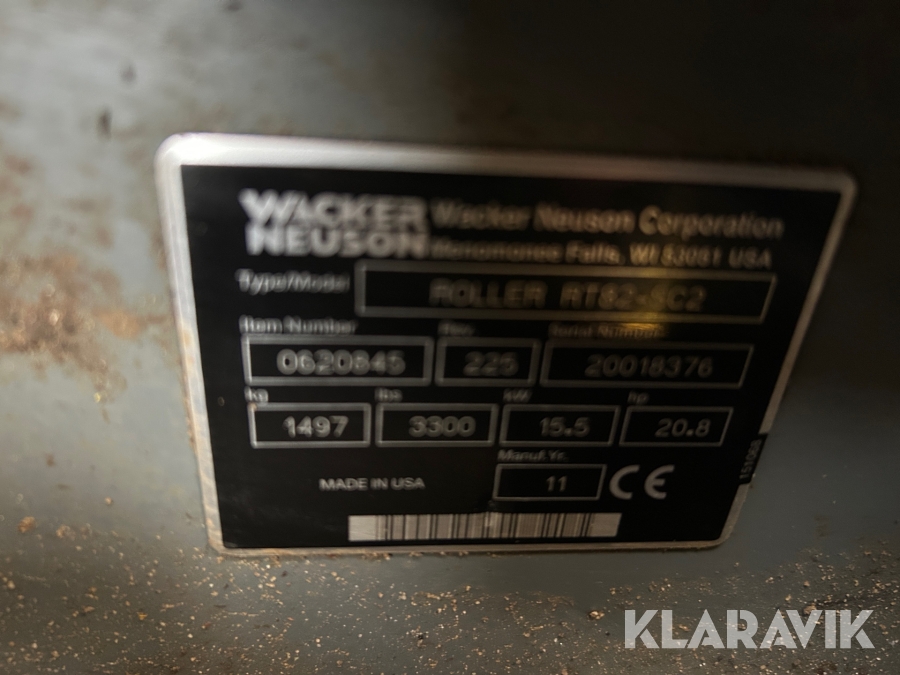 WACKER NEUSON
Wacker Neuson Corporation
Menomonee Falls, WI 53051 USA
Type/Model ROLLER RT82-SC2
Item Number Rev. Serial Number
0620845 225 20018376
kg lbs kW hp
1497 3300 15.5 20.8
Manuf.Yr.
MADE IN USA 11 CE
KLARAVIK